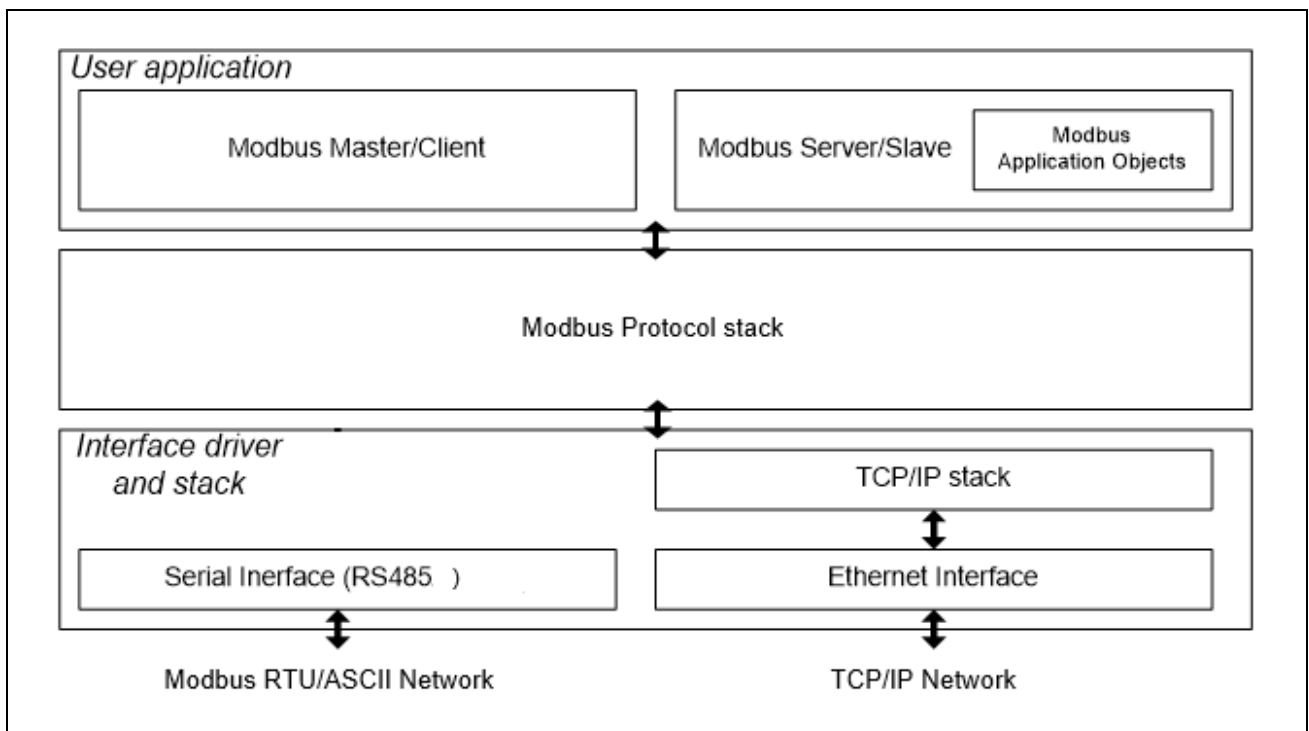 User application
Modbus Master/Client
Modbus Server/Slave
Modbus
Application Objects
Modbus Protocol stack
Interface driver
and stack
TCP/IP stack
Serial Inerface (RS485 )
Ethernet Interface
Modbus RTU/ASCII Network
TCP/IP Network